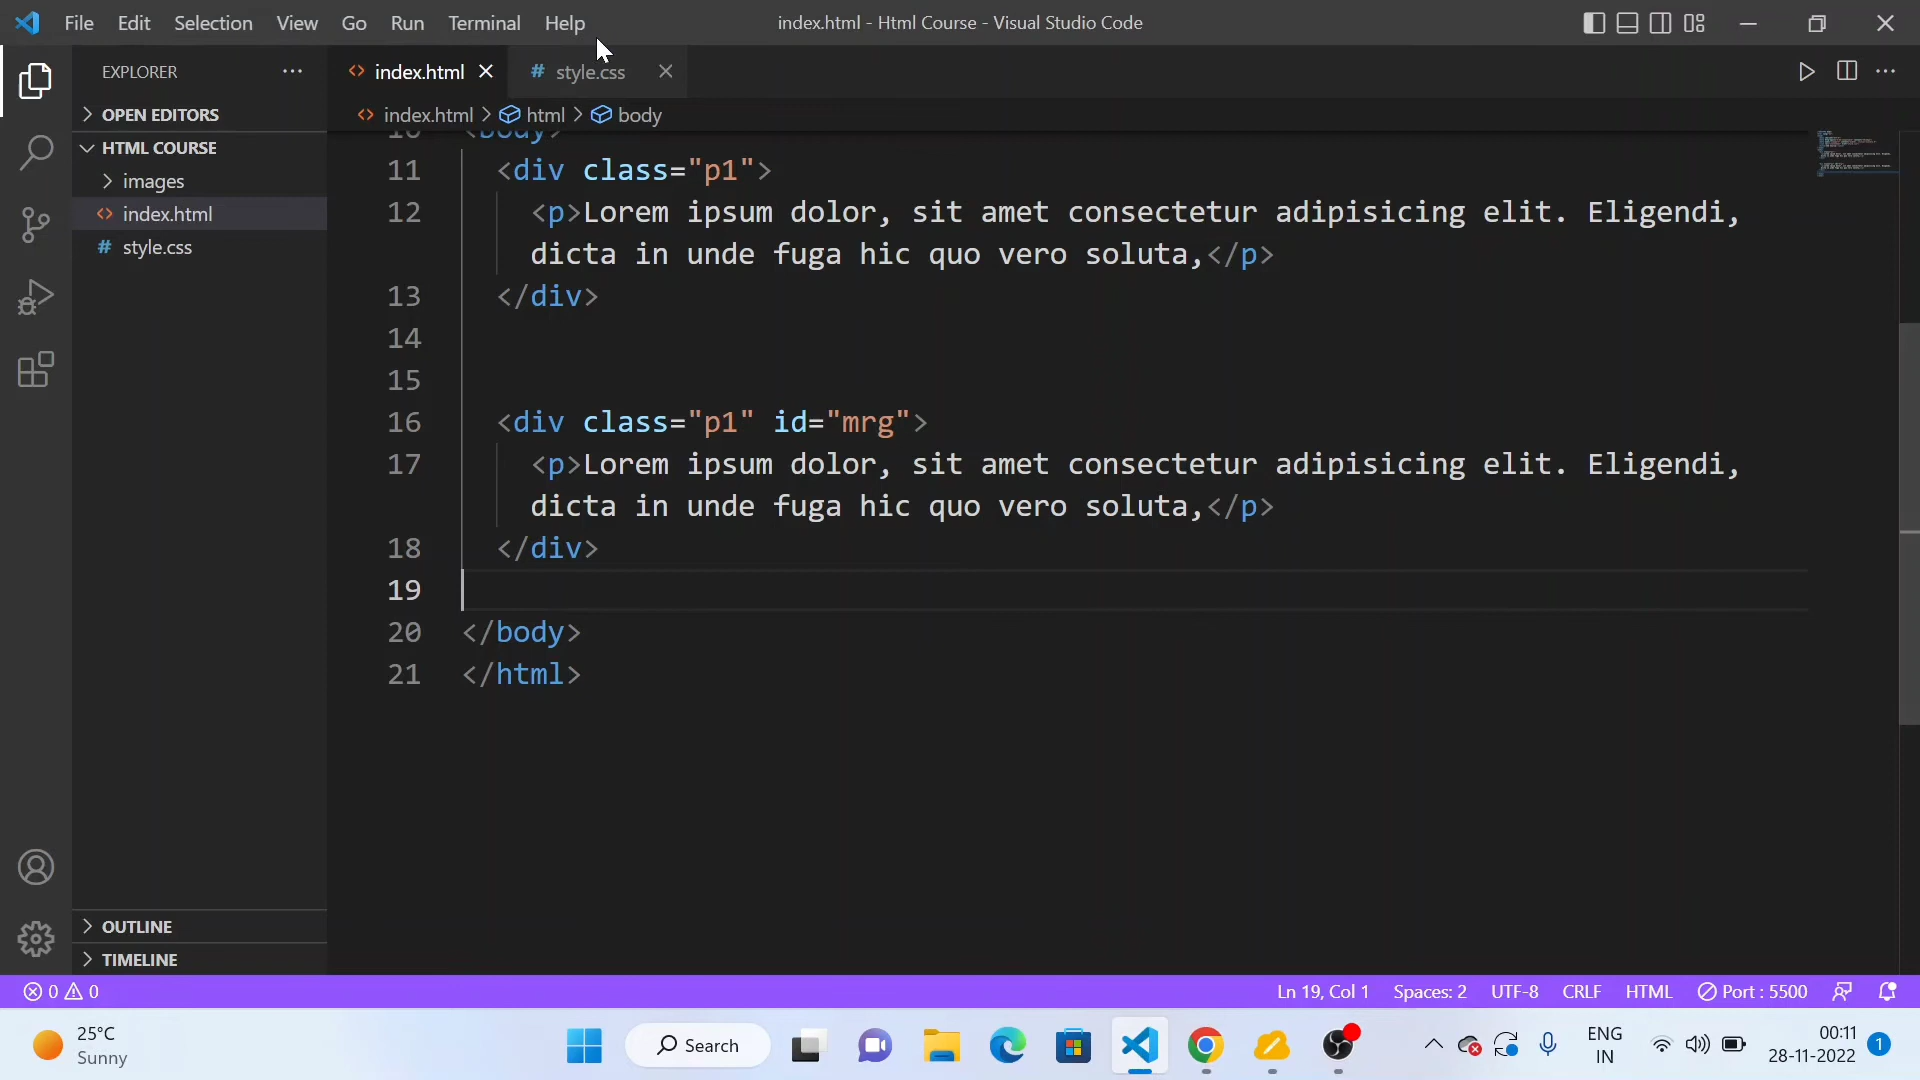 File Edit Selection View Go Run Terminal Help
index.html - Html Course - Visual Studio Code
EXPLORER
OPEN EDITORS
HTML COURSE
images
index.html
style.css
OUTLINE
TIMELINE
index.html
style.css
index.html > html > body
10 <body>
11 <div class="p1">
12 <p>Lorem ipsum dolor, sit amet consectetur adipisicing elit. Eligendi,
dicta in unde fuga hic quo vero soluta,</p>
13 </div>
14
15
16 <div class="p1" id="mrg">
17 <p>Lorem ipsum dolor, sit amet consectetur adipisicing elit. Eligendi,
dicta in unde fuga hic quo vero soluta,</p>
18 </div>
19
20 </body>
21 </html>
0 0
Ln 19, Col 1 Spaces: 2 UTF-8 CRLF HTML Port : 5500
25°C
Sunny
Search
ENG
IN
00:11
28-11-2022
1